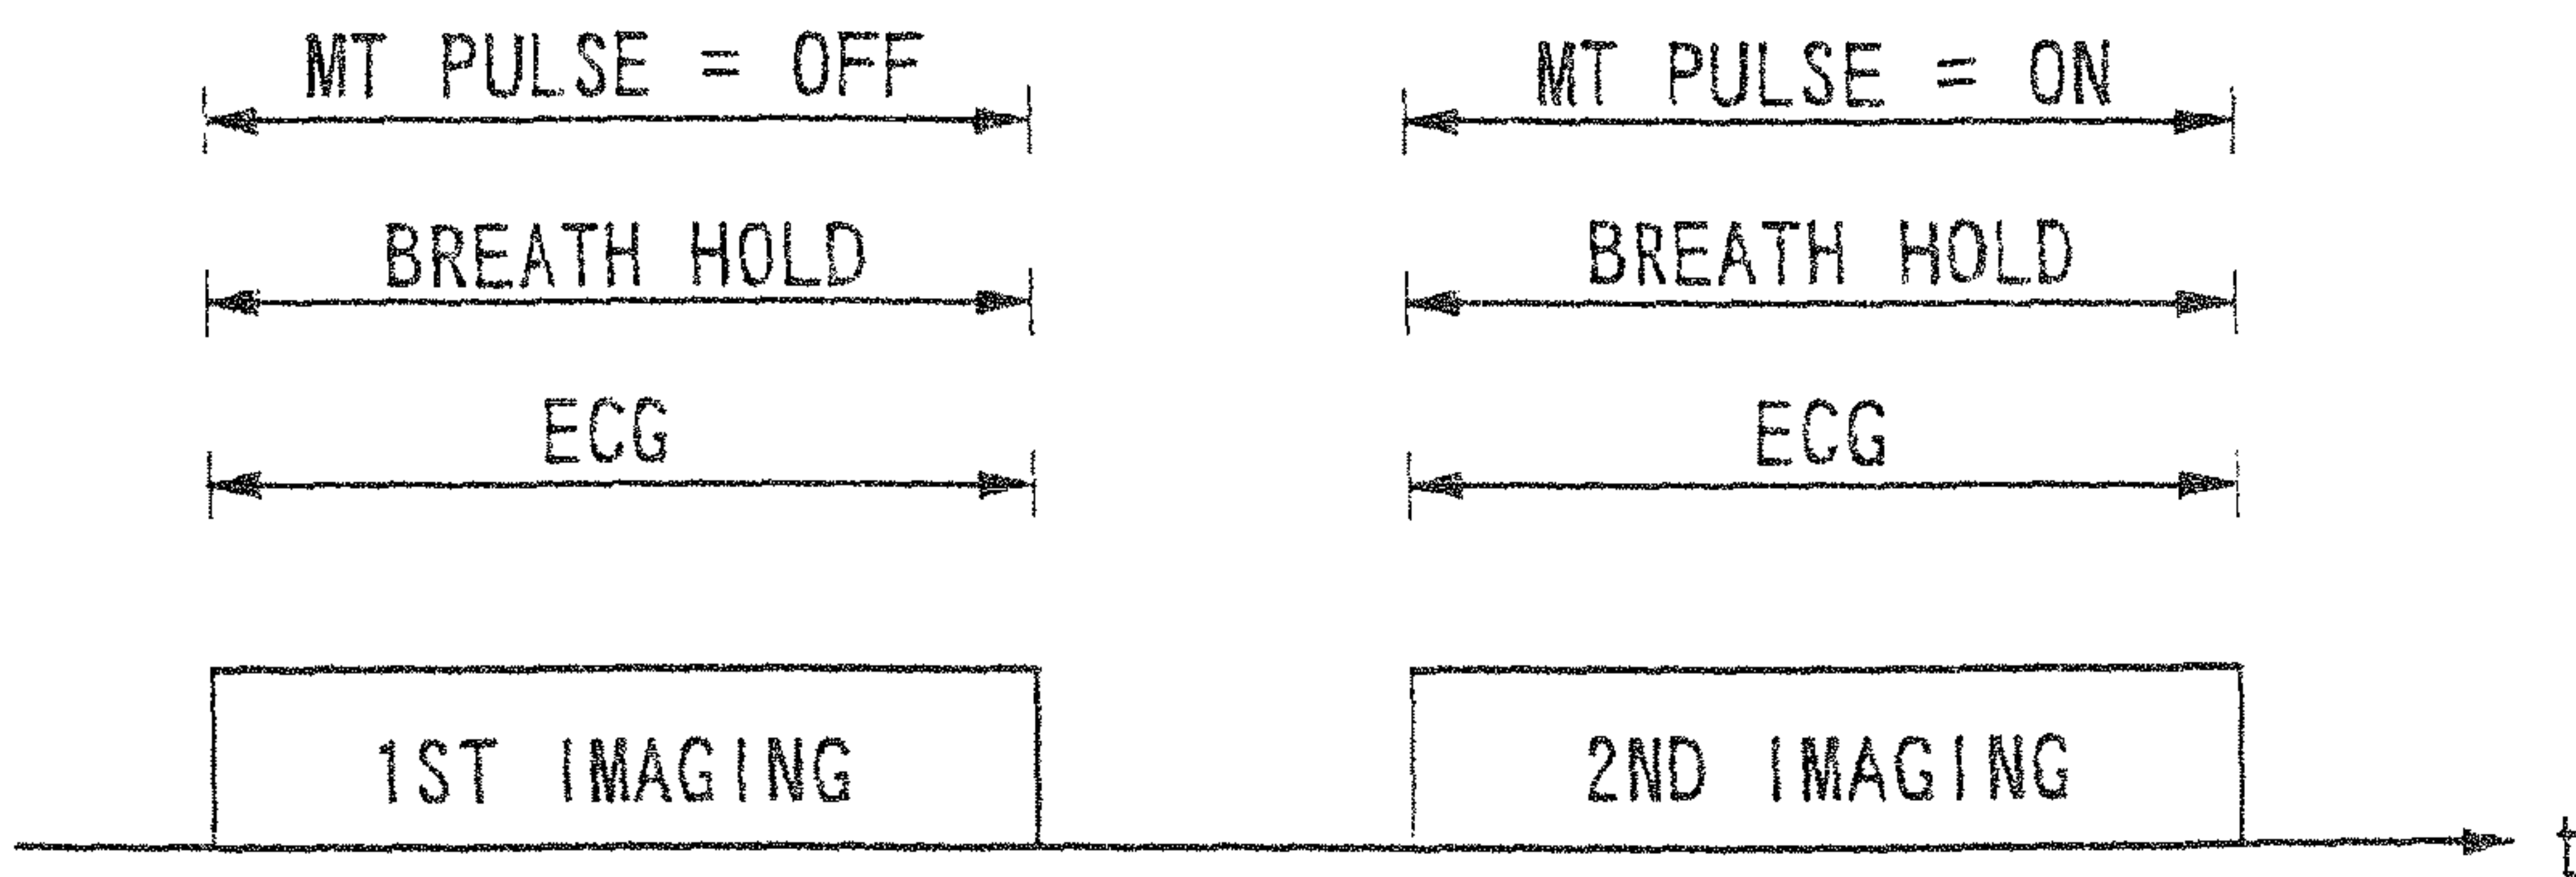 MT PULSE = OFF
MT PULSE = ON
BREATH HOLD
BREATH HOLD
ECG
ECG
1ST IMAGING
2ND IMAGING
t